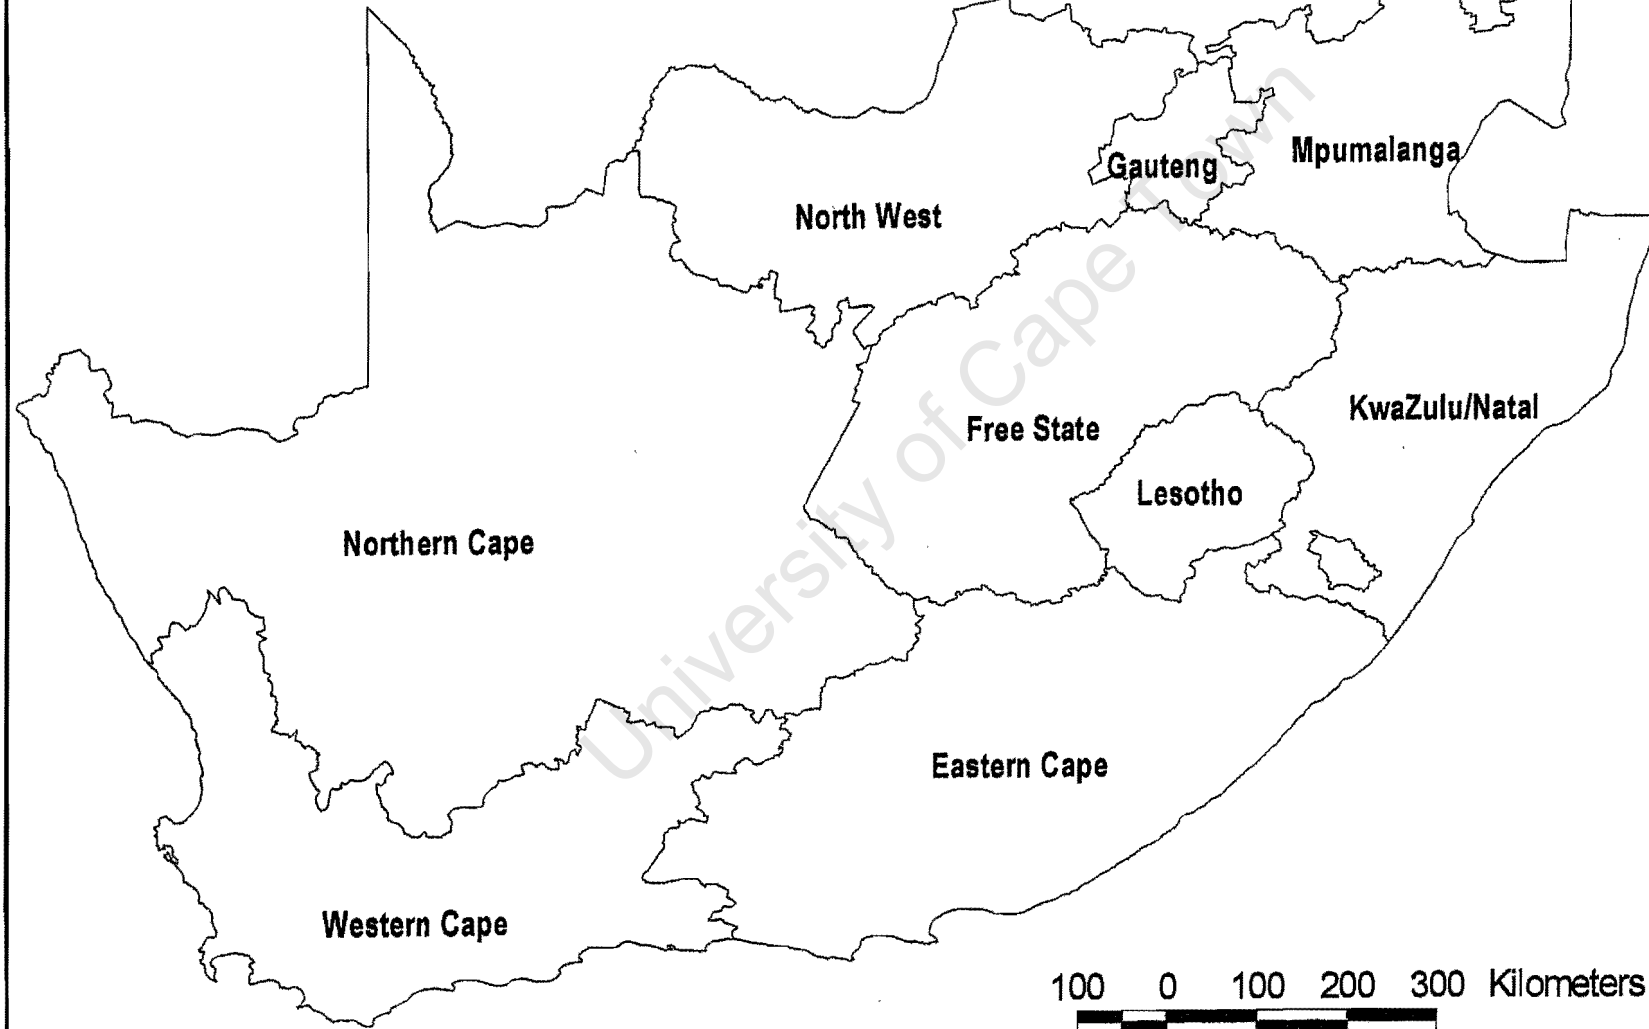 Mpumalanga
Gauteng
North West
KwaZulu/Natal
Free State
Lesotho
Northern Cape
Eastern Cape
Western Cape
University of Cape Town
100 0 100 200 300 Kilometers